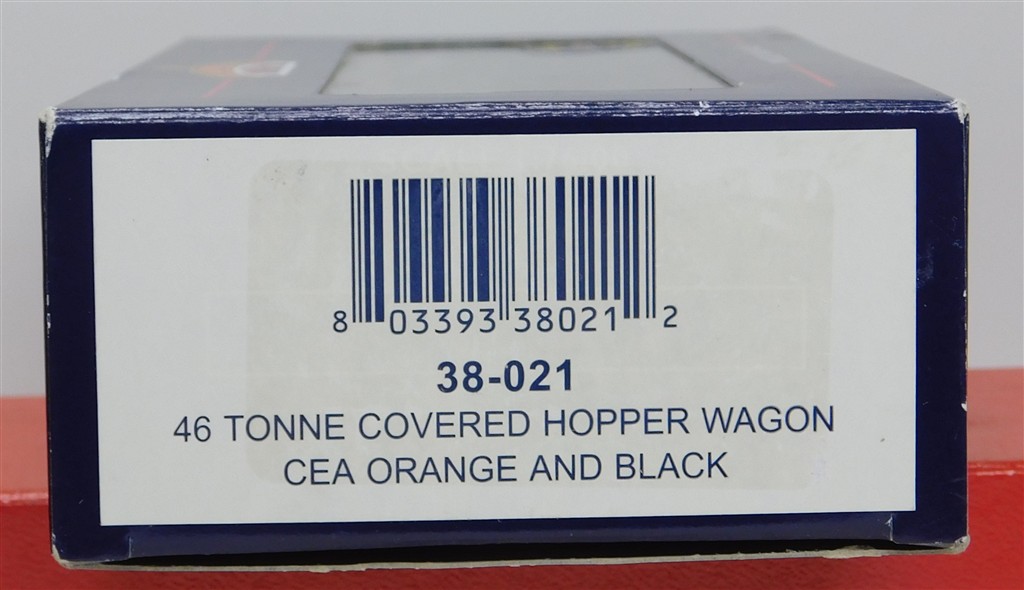 8 03393 38021 2
38-021
46 TONNE COVERED HOPPER WAGON
CEA ORANGE AND BLACK